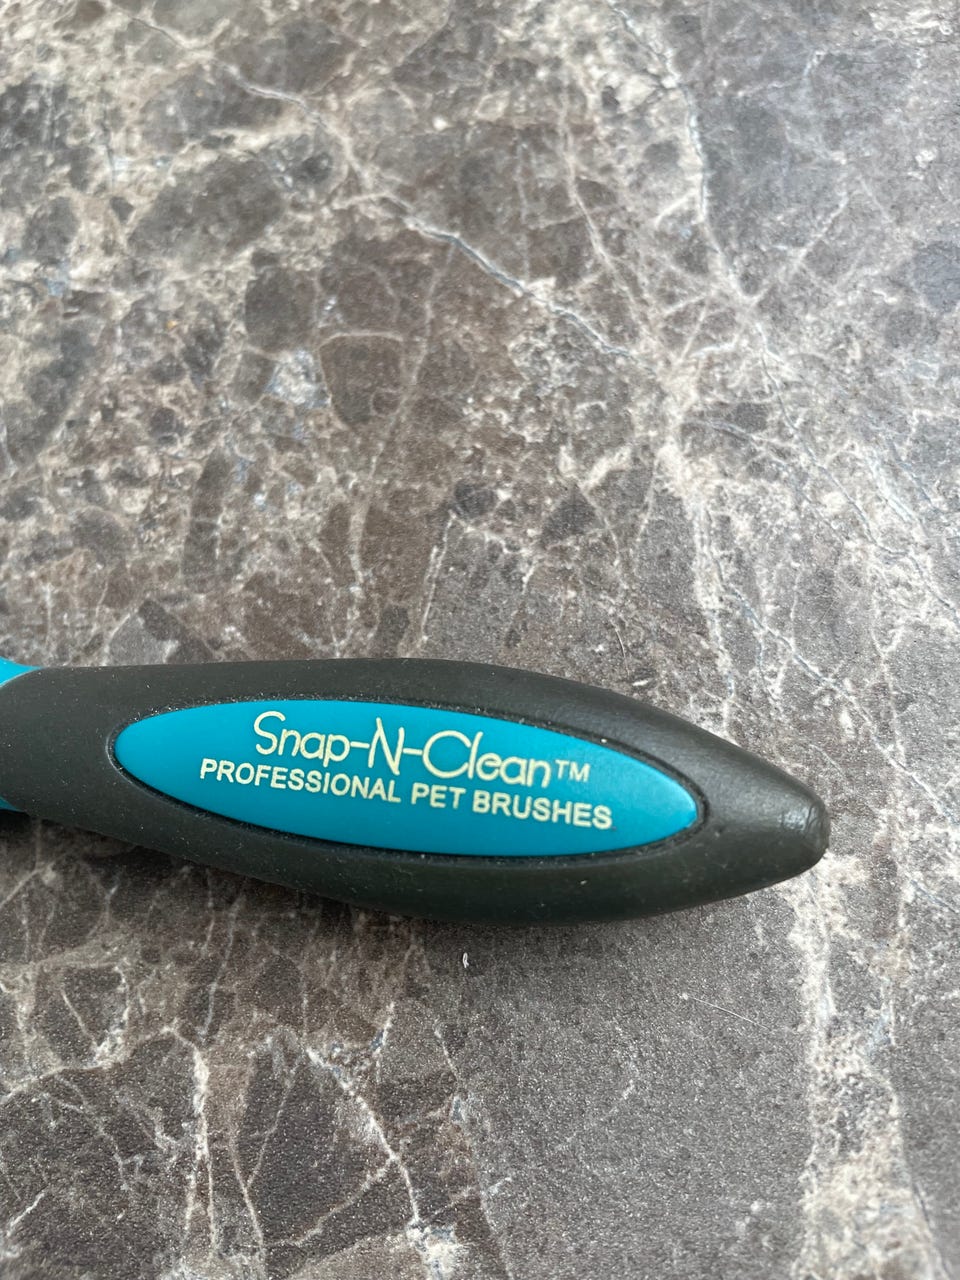 Snap-N-Clean™
PROFESSIONAL PET BRUSHES